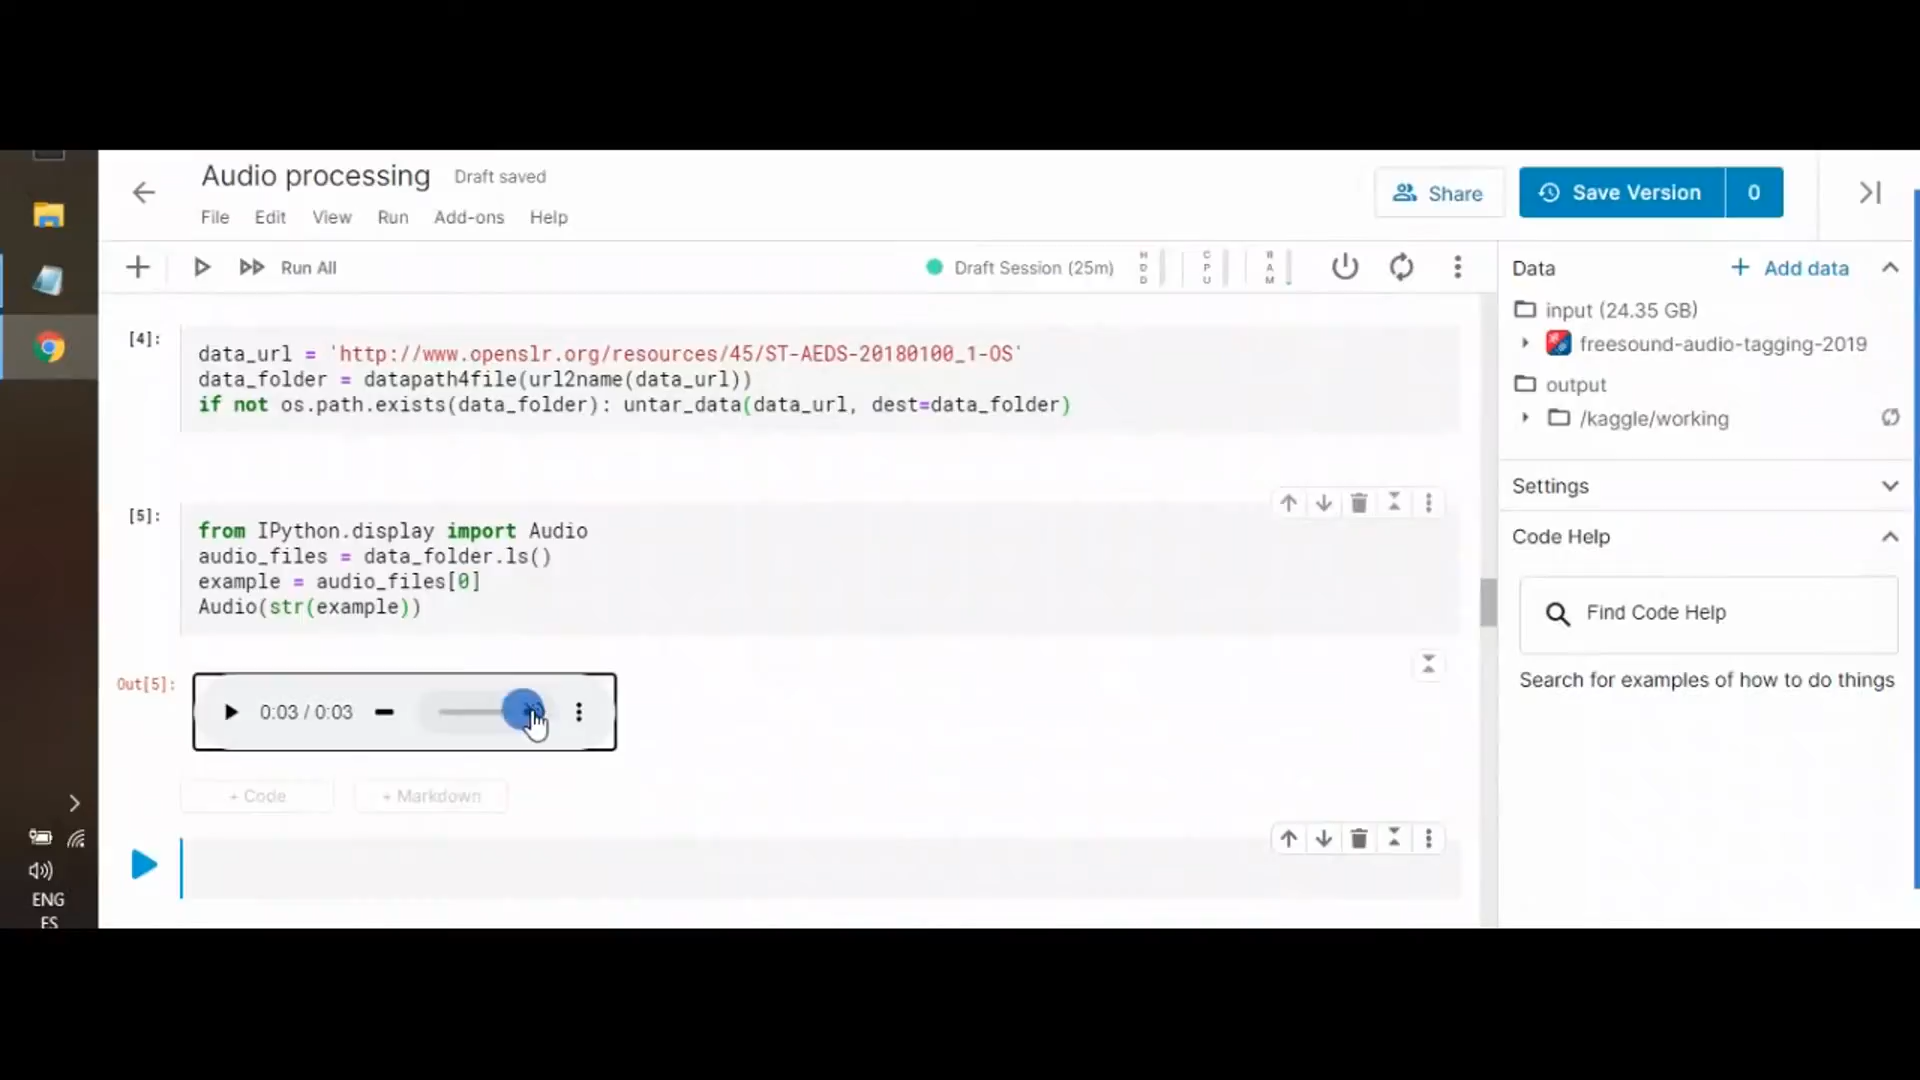 Audio processing Draft saved
File Edit View Run Add-ons Help
Share
Save Version 0
Run All
Draft Session (25m)
HDD
CPU
RAM
[4]:
data_url = 'http://www.openslr.org/resources/45/ST-AEDS-20180100_1-OS'
data_folder = datapath4file(url2name(data_url))
if not os.path.exists(data_folder): untar_data(data_url, dest=data_folder)
[5]:
from IPython.display import Audio
audio_files = data_folder.ls()
example = audio_files[0]
Audio(str(example))
Out[5]:
0:03 / 0:03
+ Code + Markdown
Data + Add data
input (24.35 GB)
freesound-audio-tagging-2019
output
/kaggle/working
Settings
Code Help
Find Code Help
Search for examples of how to do things
ENG
ES